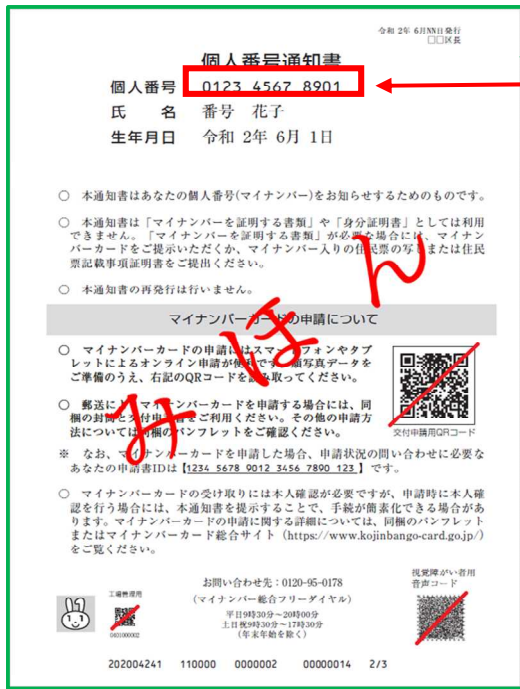 令和 2年 6月NN日発行
□□区長
個人番号通知書
個人番号 0123 4567 8901
氏 名 番号 花子
生年月日 令和 2年 6月 1日
○ 本通知書はあなたの個人番号(マイナンバー)をお知らせするためのものです。
○ 本通知書は「マイナンバーを証明する書類」や「身分証明書」としては利用
できません。「マイナンバーを証明する書類」が必要な場合には、マイナン
バーカードをご提示いただくか、マイナンバー入りの住民票の写しまたは住民
票記載事項証明書をご提出ください。
○ 本通知書の再発行は行いません。
マイナンバーカードの申請について
○ マイナンバーカードの申請にはスマートフォンやタブ
レットによるオンライン申請が便利です。顔写真データを
ご準備のうえ、右記のQRコードを読み取ってください。
○ 郵送によりマイナンバーカードを申請する場合には、同
梱の封筒と交付申請書をご利用ください。その他の申請方
法については同梱のパンフレットをご確認ください。
交付申請用QRコード
※ なお、マイナンバーカードを申請した場合、申請状況の問い合わせに必要な
あなたの申請書IDは【1234 5678 9012 3456 7890 123 】です。
○ マイナンバーカードの受け取りには本人確認が必要ですが、申請時に本人確
認を行う場合には、本通知書を提示することで、手続が簡素化できる場合があ
ります。マイナンバーカードの申請に関する詳細については、同梱のパンフレット
またはマイナンバーカード総合サイト (https://www.kojinbango-card.go.jp/)
をご覧ください。
みほん
工場管理用
0401000002
お問い合わせ先：0120-95-0178
(マイナンバー総合フリーダイヤル)
平日9時30分～20時00分
土日祝9時30分～17時30分
(年末年始を除く)
視覚障がい者用
音声コード
202004241 110000 0000002 00000014 2/3